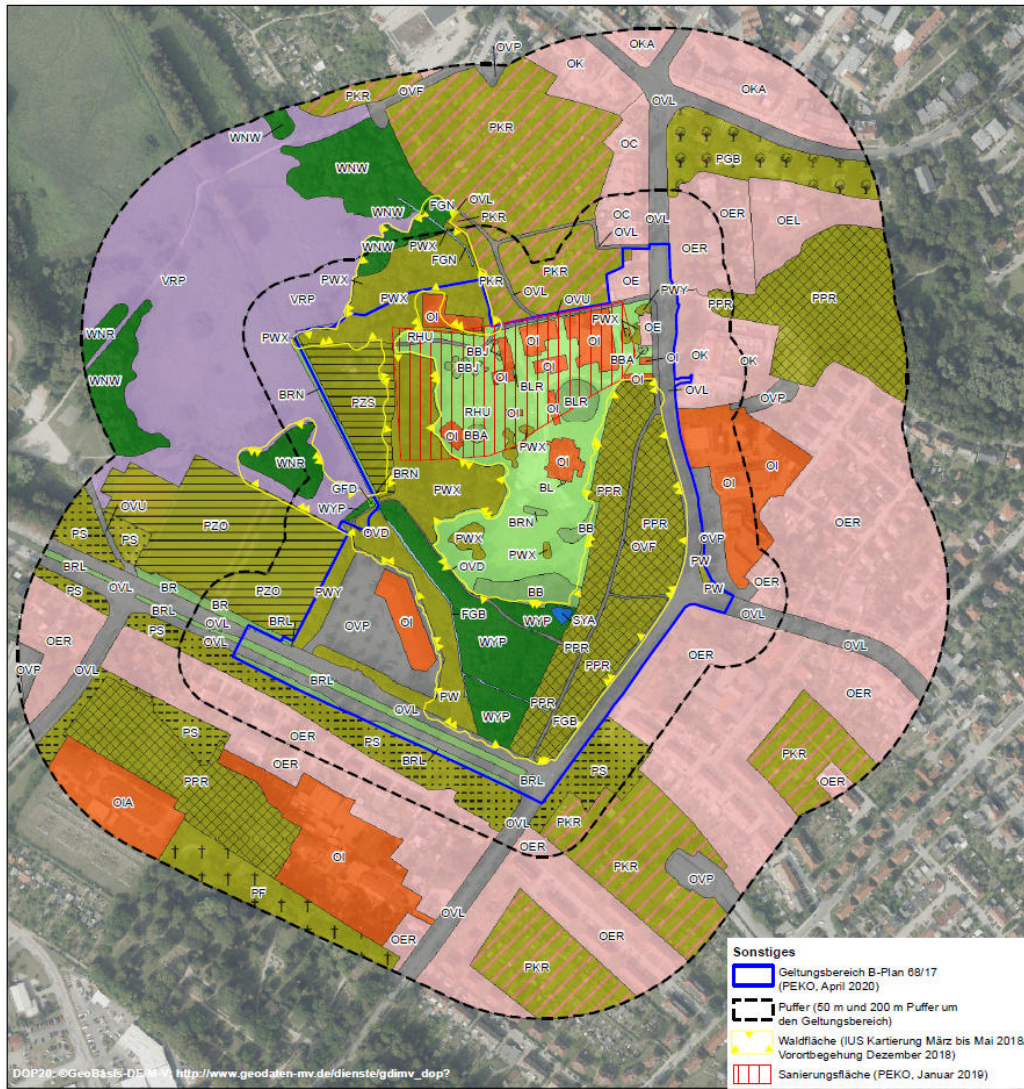 OVP
OKA
OK
OKA
OVF
PKR
OVL
PKR
WNW
OC
PGB
WNW
OVL
FGN
WNW
PKR
OC
OVL
OER
OEL
PWX
OVL
WNW
FGN
PKR
PKR
OER
VRP
PWX
VRP
PWX
OE
PPR
OVL
OVU
PWY
PPR
OI
PWX
OE
WNR
PWX
RHU
OI
OI
BBJ
BBJ
BBA
OI
OK
OK
WNW
BRN
PZS
OI
OI
BLR
OI
OVL
OVP
RHU
OI
OI
BLR
OI
BBA
PWX
OI
OI
WNR
BRN
BL
PPR
OI
GFD
PWX
OVU
WYP
BRN
PPR
OER
PZO
BB
PS
PS
OVD
PWX
PWX
OVF
OVP
BRL
OVL
OVD
PW
BR
BB
OER
PS
BRL
BR
PZO
PWY
FGB
WYP
SYA
PW
OVL
PS
OVL
OVL
BRL
OVP
OI
OER
OER
PPR
OVL
WYP
PPR
OVP
OVL
BRL
OER
PS
OVL
PW
WYP
PPR
FGB
OER
PS
BRL
PS
PKR
OER
PPR
OER
BRL
OIA
OVL
PKR
OER
OI
PKR
OVP
PF
OVL
OER
OER
PKR
Sonstiges
Geltungsbereich B-Plan 68/17
(PEKO, April 2020)
Puffer (50 m und 200 m Puffer um
den Geltungsbereich)
Waldfläche (IUS Kartierung März bis Mai 2018/
Vorortbegehung Dezember 2018)
Sanierungsfläche (PEKO, Januar 2019)
DOP20: ©GeoBasis-DE/M-V: http://www.geodaten-mv.de/dienste/gdimv_dop?